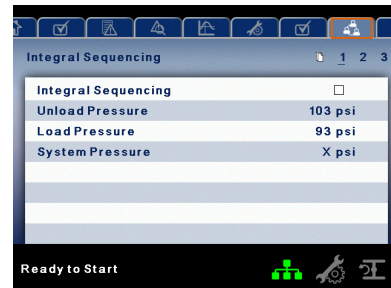 Integral Sequencing 1 2 3
Integral Sequencing
Unload Pressure 103 psi
Load Pressure 93 psi
System Pressure X psi
Ready to Start